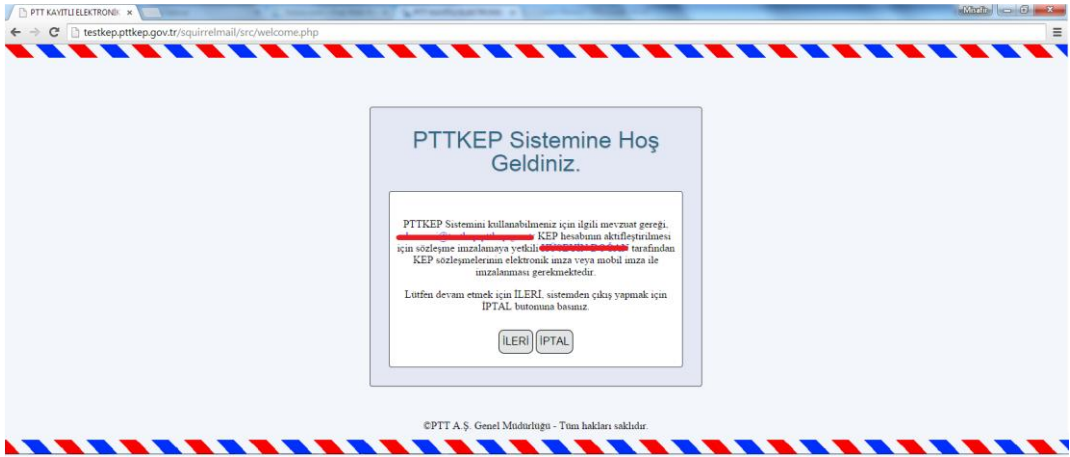 PTT KAYITLI ELEKTRONİK
testkep.pttkep.gov.tr/squirrelmail/src/welcome.php
PTTKEP Sistemine Hoş
Geldiniz.
PTTKEP Sistemini kullanabilmeniz için ilgili mevzuat gereği,
KEP hesabının aktifleştirilmesi
için sözleşme imzalamaya yetkili tarafından
KEP sözleşmelerinin elektronik imza veya mobil imza ile
imzalanması gerekmektedir.
Lütfen devam etmek için İLERİ, sistemden çıkış yapmak için
İPTAL butonuna basınız.
İLERİ İPTAL
©PTT A.Ş. Genel Müdürlüğü - Tüm hakları saklıdır.